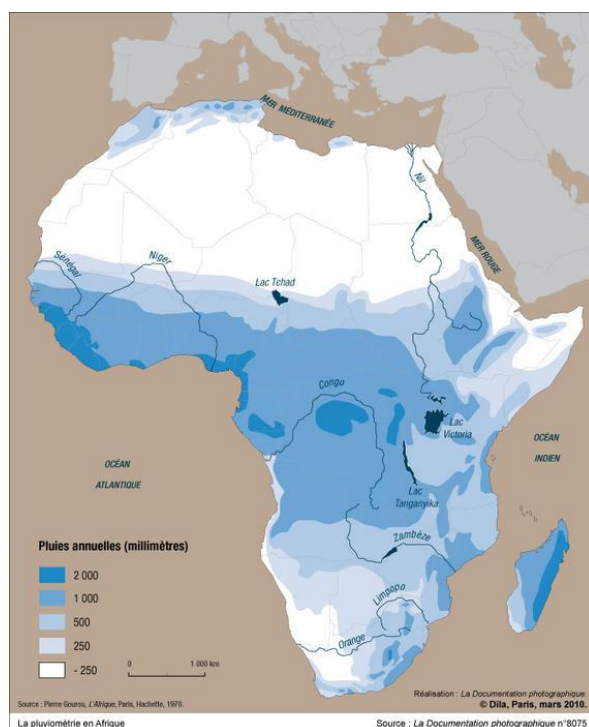 MER MÉDITERRANÉE
Nil
MER ROUGE
Sénégal
Niger
Lac Tchad
Congo
Lac
Victoria
OCÉAN
INDIEN
OCÉAN
ATLANTIQUE
Lac
Tanganyika
Zambèze
Limpopo
Orange
Pluies annuelles (millimètres)
2 000
1 000
500
250
- 250
0 1 000 km
Source : Pierre Gourou, L'Afrique, Paris, Hachette, 1970.
Réalisation : La Documentation photographique.
© Dila, Paris, mars 2010.
La pluviométrie en Afrique
Source : La Documentation photographique n°8075